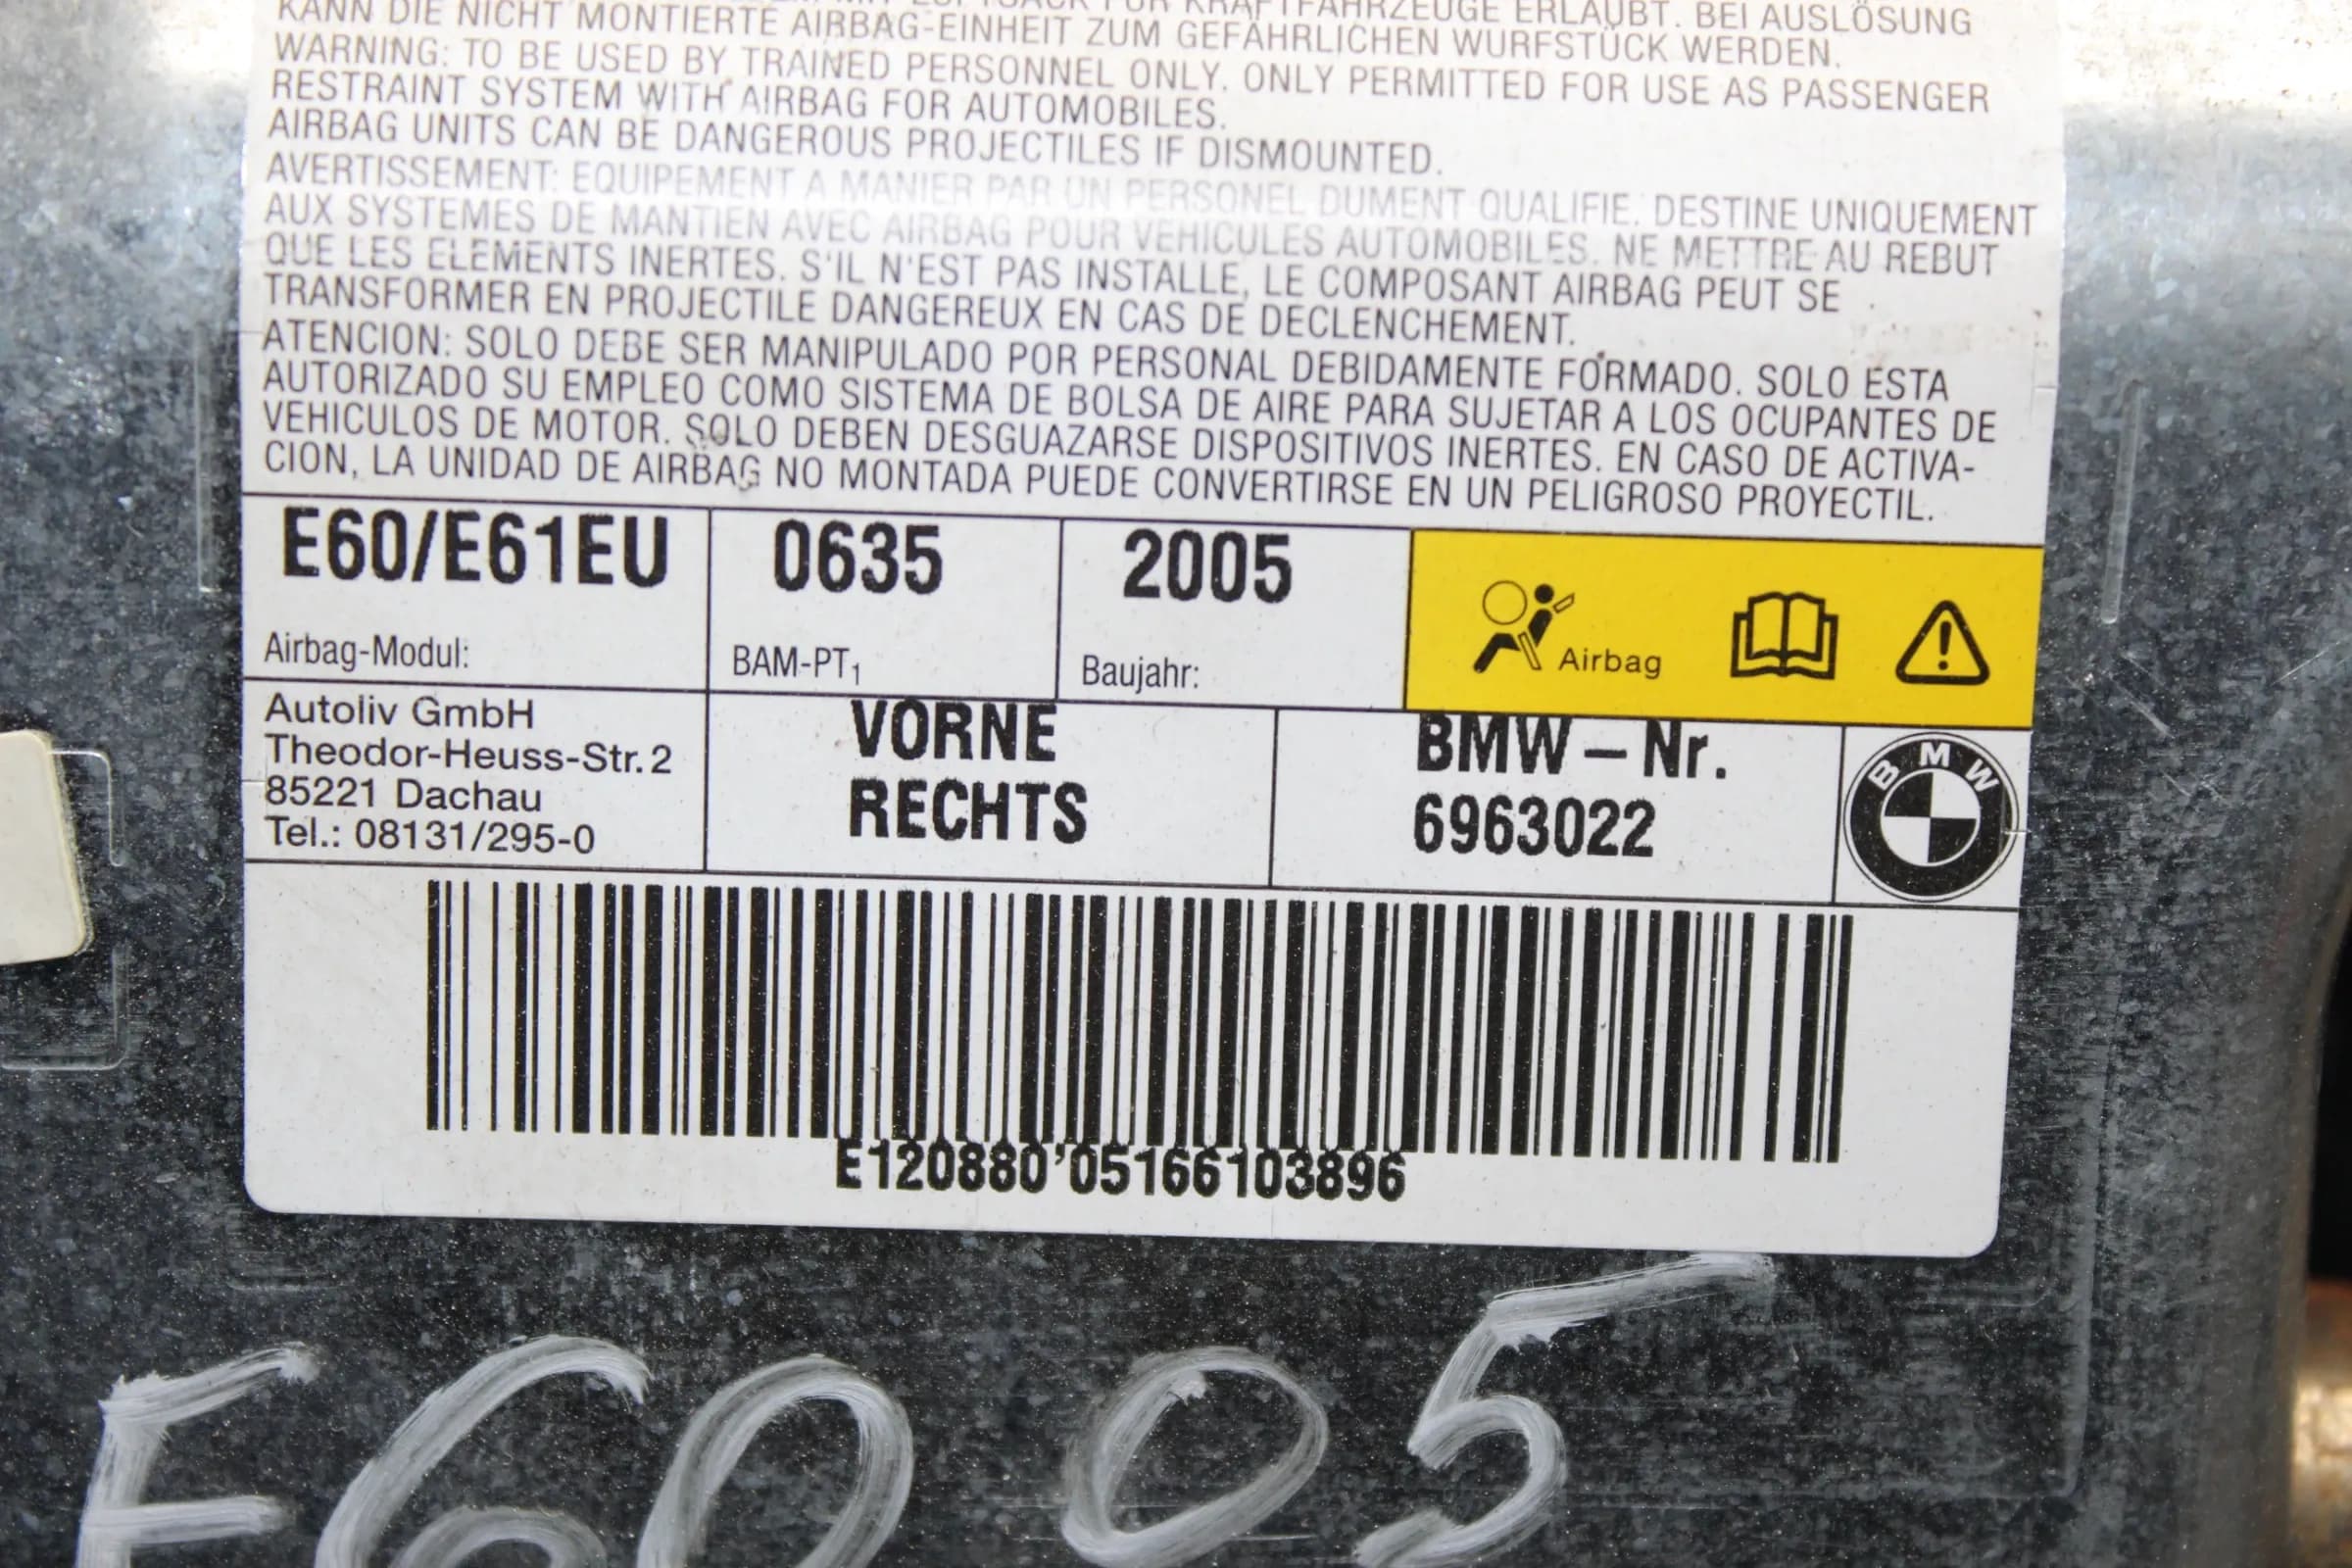 KANN DIE NICHT MONTIERTE AIRBAG-EINHEIT ZUM GEFÄHRLICHEN WURFSTÜCK WERDEN.
KRAFTFAHRZEUGE ERLAUBT. BEI AUSLÖSUNG
WARNING: TO BE USED BY TRAINED PERSONNEL ONLY. ONLY PERMITTED FOR USE AS PASSENGER
RESTRAINT SYSTEM WITH AIRBAG FOR AUTOMOBILES.
AIRBAG UNITS CAN BE DANGEROUS PROJECTILES IF DISMOUNTED.
AVERTISSEMENT: EQUIPEMENT A MANIER PAR UN PERSONEL DUMENT QUALIFIE. DESTINE UNIQUEMENT
AUX SYSTEMES DE MANTIEN AVEC AIRBAG POUR VEHICULES AUTOMOBILES. NE METTRE AU REBUT
QUE LES ELEMENTS INERTES. S'IL N'EST PAS INSTALLE, LE COMPOSANT AIRBAG PEUT SE
TRANSFORMER EN PROJECTILE DANGEREUX EN CAS DE DECLENCHEMENT.
ATENCION: SOLO DEBE SER MANIPULADO POR PERSONAL DEBIDAMENTE FORMADO. SOLO ESTA
AUTORIZADO SU EMPLEO COMO SISTEMA DE BOLSA DE AIRE PARA SUJETAR A LOS OCUPANTES DE
VEHICULOS DE MOTOR. SOLO DEBEN DESGUAZARSE DISPOSITIVOS INERTES. EN CASO DE ACTIVA-
CION, LA UNIDAD DE AIRBAG NO MONTADA PUEDE CONVERTIRSE EN UN PELIGROSO PROYECTIL.
E60/E61EU
Airbag-Modul:
0635
BAM-PT1
2005
Baujahr:
Airbag
Autoliv GmbH
Theodor-Heuss-Str. 2
85221 Dachau
Tel.: 08131/295-0
VORNE
RECHTS
BMW – Nr.
6963022
BMW
E120880'05166103896
E60 05